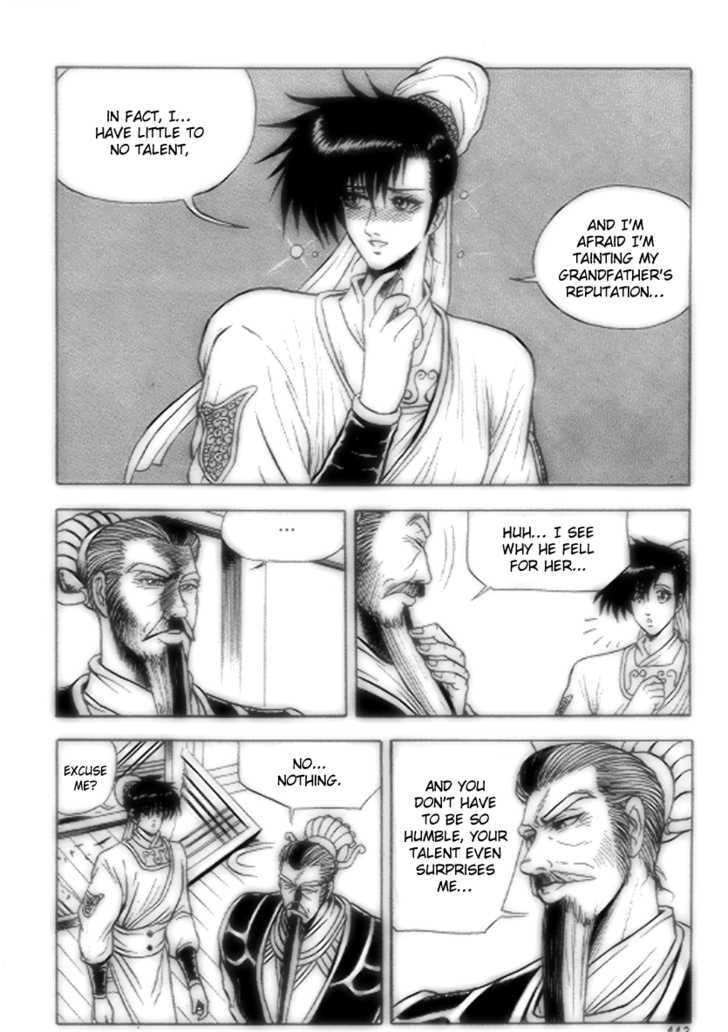 IN FACT, I...
HAVE LITTLE TO
NO TALENT,
AND I'M
AFRAID I'M
TAINTING MY
GRANDFATHER'S
REPUTATION...
...
HUH... I SEE
WHY HE FELL
FOR HER...
EXCUSE
ME?
NO...
NOTHING.
AND YOU
DON'T HAVE
TO BE SO
HUMBLE, YOUR
TALENT EVEN
SURPRISES
ME...